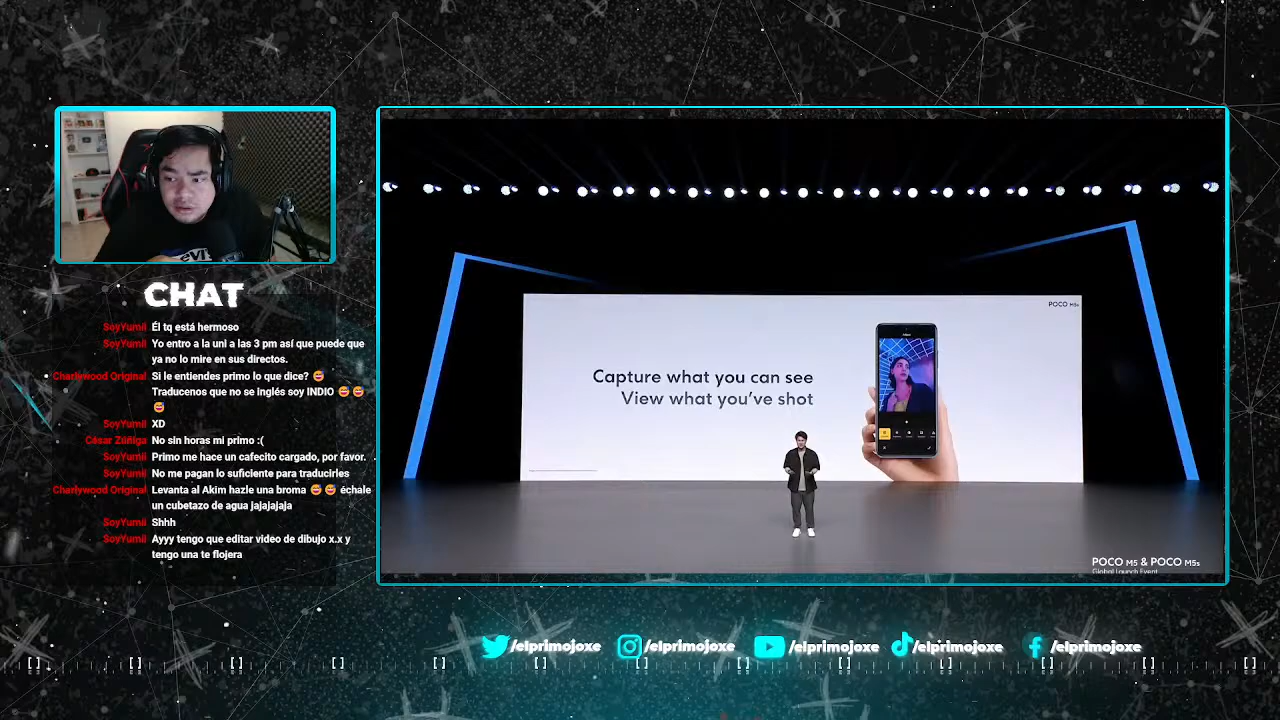 CHAT
SoyYumii Él tq está hermoso
SoyYumii Yo entro a la uni a las 3 pm así que puede que
ya no lo mire en sus directos.
Charlywood Original Si le entiendes primo lo que dice? 😅
Traducenos que no se inglés soy INDIO 😅 😅
😅
SoyYumii XD
César Zúñiga No sin horas mi primo :(
SoyYumii Primo me hace un cafecito cargado, por favor.
SoyYumii No me pagan lo suficiente para traducirles
Charlywood Original Levanta al Akim hazle una broma 😅 😅 échale
un cubetazo de agua jajajajaja
SoyYumii Shhh
SoyYumii Ayyy tengo que editar video de dibujo x.x y
tengo una te flojera
POCO M5s
Capture what you can see
View what you've shot
POCO M5 & POCO M5s
Global Launch Event
/elprimojoxe /elprimojoxe /elprimojoxe /elprimojoxe /elprimojoxe